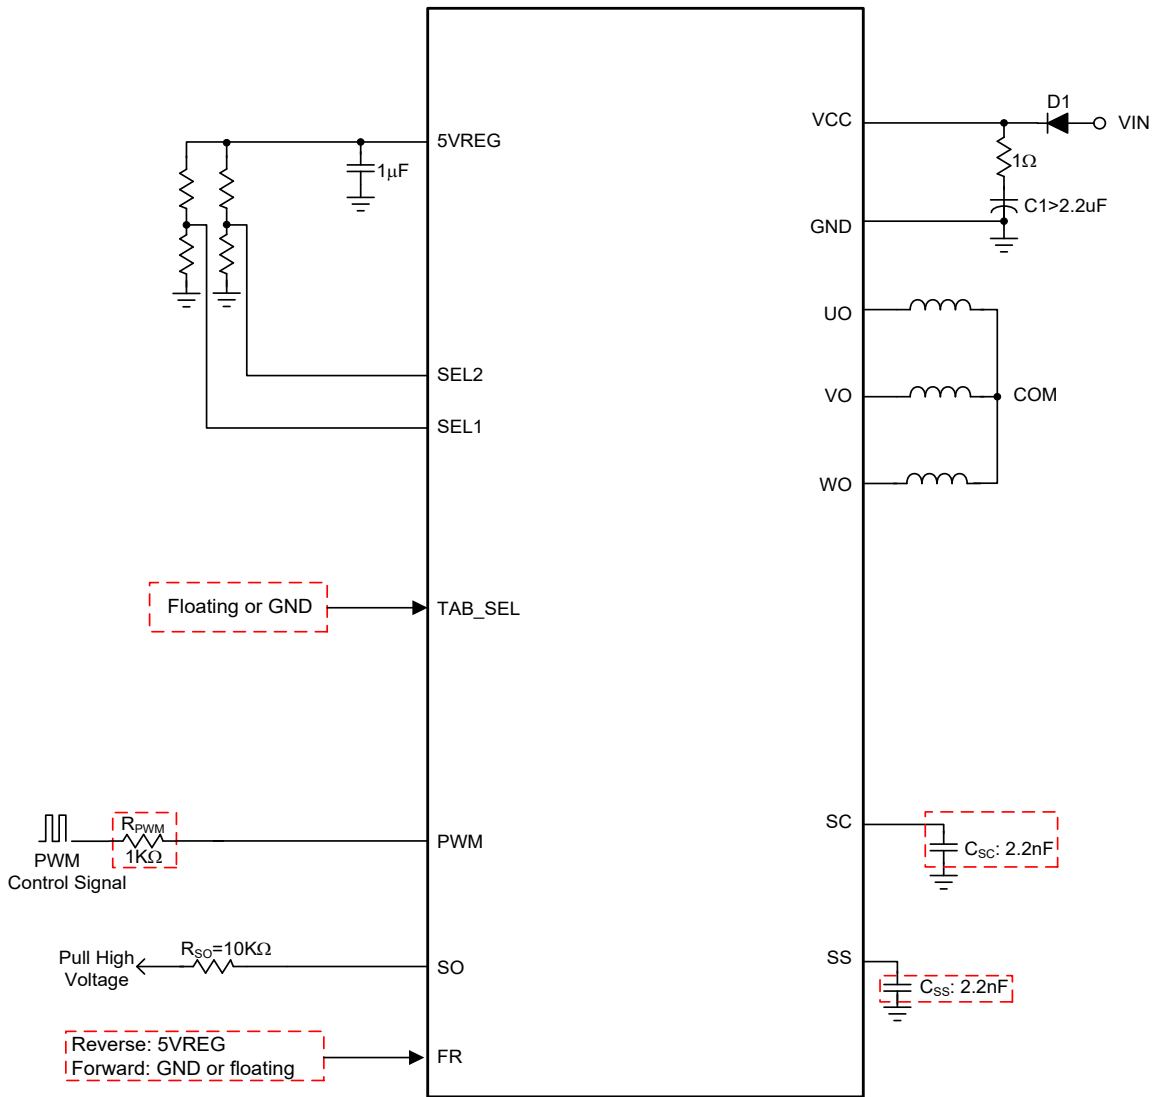 5VREG
1μF
SEL2
SEL1
Floating or GND
TAB_SEL
RPWM
1KΩ
PWM
Control Signal
PWM
Pull High
Voltage
RSO=10KΩ
SO
Reverse: 5VREG
Forward: GND or floating
FR
VCC
D1
VIN
1Ω
C1>2.2uF
GND
UO
VO
COM
WO
SC
CSC: 2.2nF
SS
CSS: 2.2nF